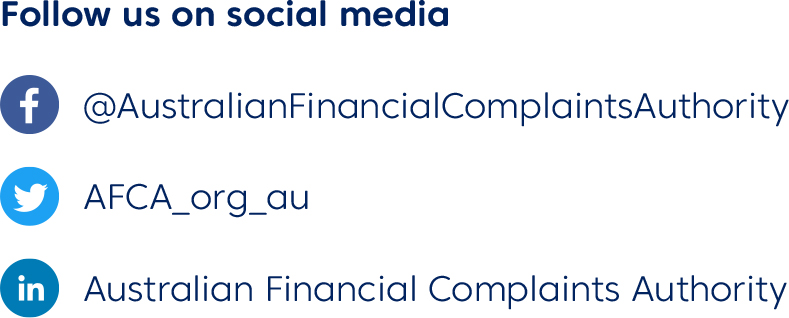 Follow us on social media
@AustralianFinancialComplaintsAuthority
AFCA_org_au
Australian Financial Complaints Authority